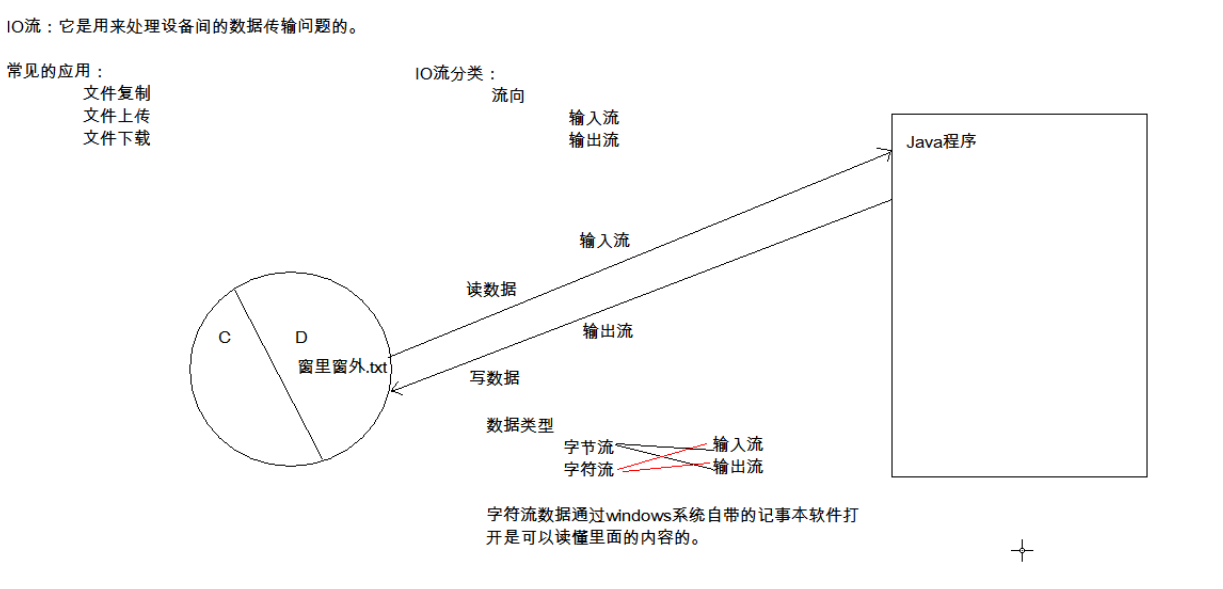 IO流：它是用来处理设备间的数据传输问题的。
常见的应用：
文件复制
文件上传
文件下载
IO流分类：
流向
输入流
输出流
Java程序
输入流
读数据
输出流
写数据
C
D
窗里窗外.txt
数据类型
字节流
输入流
字符流
输出流
字符流数据通过windows系统自带的记事本软件打
开是可以读懂里面的内容的。